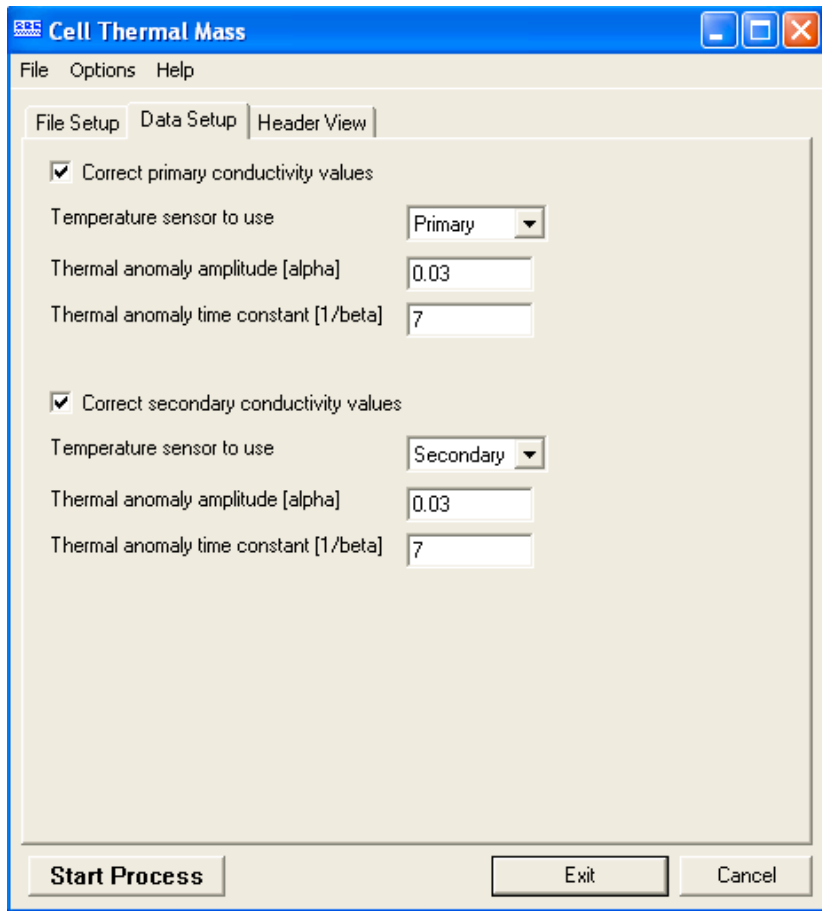 Cell Thermal Mass
File Options Help
File Setup Data Setup Header View
Correct primary conductivity values
Temperature sensor to use Primary
Thermal anomaly amplitude [alpha] 0.03
Thermal anomaly time constant [1/beta] 7
Correct secondary conductivity values
Temperature sensor to use Secondary
Thermal anomaly amplitude [alpha] 0.03
Thermal anomaly time constant [1/beta] 7
Start Process Exit Cancel